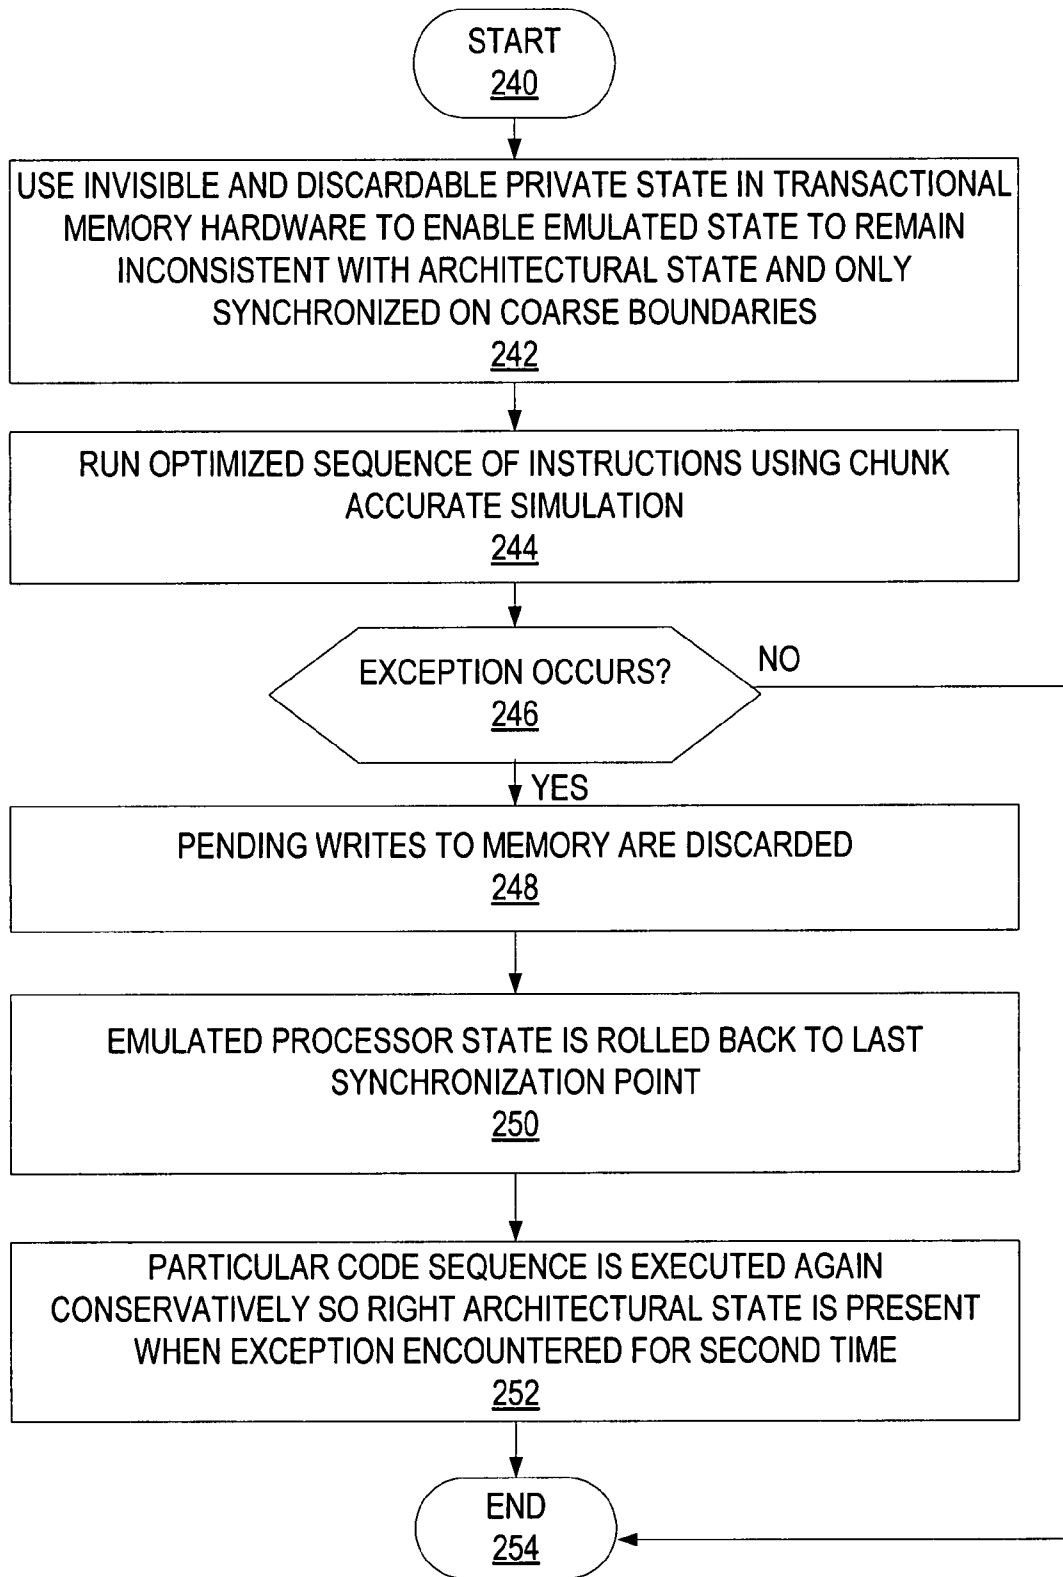 START
240
USE INVISIBLE AND DISCARDABLE PRIVATE STATE IN TRANSACTIONAL
MEMORY HARDWARE TO ENABLE EMULATED STATE TO REMAIN
INCONSISTENT WITH ARCHITECTURAL STATE AND ONLY
SYNCHRONIZED ON COARSE BOUNDARIES
242
RUN OPTIMIZED SEQUENCE OF INSTRUCTIONS USING CHUNK
ACCURATE SIMULATION
244
EXCEPTION OCCURS?
246
NO
YES
PENDING WRITES TO MEMORY ARE DISCARDED
248
EMULATED PROCESSOR STATE IS ROLLED BACK TO LAST
SYNCHRONIZATION POINT
250
PARTICULAR CODE SEQUENCE IS EXECUTED AGAIN
CONSERVATIVELY SO RIGHT ARCHITECTURAL STATE IS PRESENT
WHEN EXCEPTION ENCOUNTERED FOR SECOND TIME
252
END
254